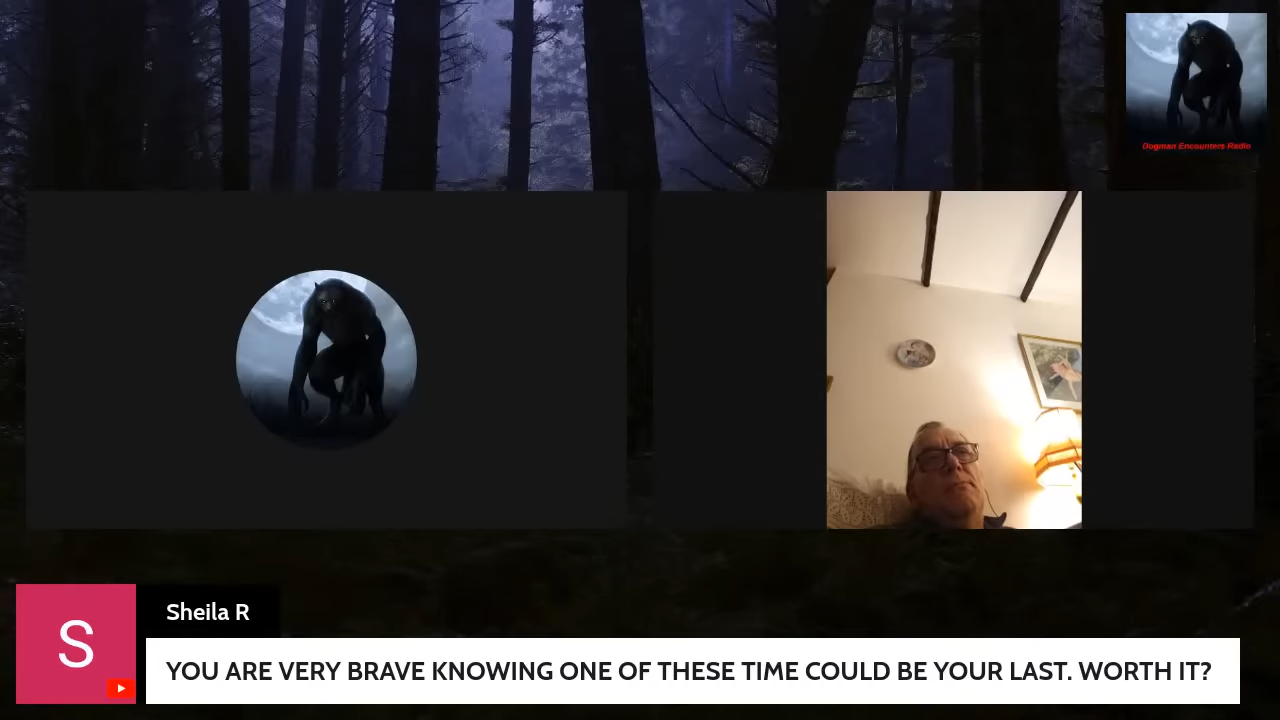 Dogman Encounters Radio
S
Sheila R
YOU ARE VERY BRAVE KNOWING ONE OF THESE TIME COULD BE YOUR LAST. WORTH IT?